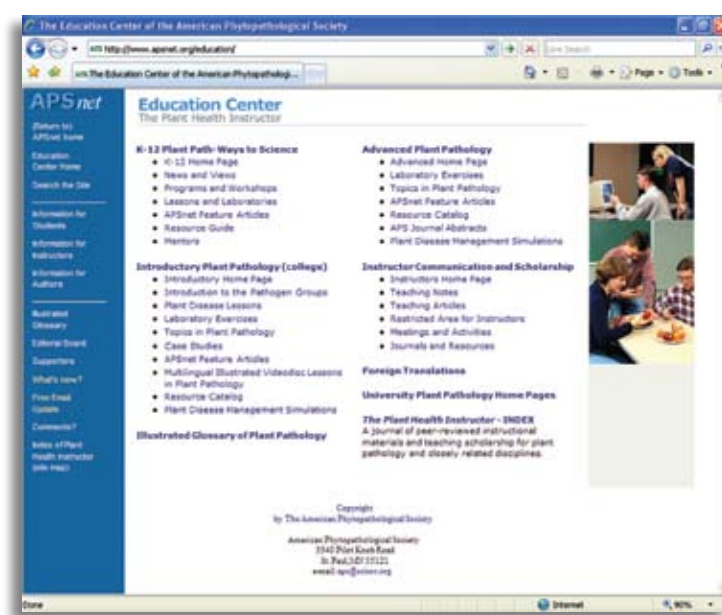 The Education Center of the American Phytopathological Society
http://www.apsnet.org/education/
Live Search
The Education Center of the American Phytopathologi...
Page
Tools
APSnet
(Return to)
APSnet home
Education
Center Home
Search the Site
Information for
Students
Information for
Instructors
Information for
Authors
Illustrated
Glossary
Editorial Board
Supporters
What's new?
Free Email
Update
Comments?
Index of Plant
Health Instructor
(site map)
Education Center
The Plant Health Instructor
K-12 Plant Path-Ways to Science
• K-12 Home Page
• News and Views
• Programs and Workshops
• Lessons and Laboratories
• APSnet Feature Articles
• Resource Guide
• Mentors
Introductory Plant Pathology (college)
• Introductory Home Page
• Introduction to the Pathogen Groups
• Plant Disease Lessons
• Laboratory Exercises
• Topics in Plant Pathology
• Case Studies
• APSnet Feature Articles
• Multilingual Illustrated Videodisc Lessons
in Plant Pathology
• Resource Catalog
• Plant Disease Management Simulations
Illustrated Glossary of Plant Pathology
Advanced Plant Pathology
• Advanced Home Page
• Laboratory Exercises
• Topics in Plant Pathology
• APSnet Feature Articles
• Resource Catalog
• APS Journal Abstracts
• Plant Disease Management Simulations
Instructor Communication and Scholarship
• Instructors Home Page
• Teaching Notes
• Teaching Articles
• Restricted Area for Instructors
• Meetings and Activities
• Journals and Resources
Foreign Translations
University Plant Pathology Home Pages
The Plant Health Instructor - INDEX
A journal of peer-reviewed instructional
materials and teaching scholarship for plant
pathology and closely related disciplines.
Copyright
by The American Phytopathological Society
American Phytopathological Society
3340 Pilot Knob Road
St. Paul, MN 55121
e-mail: aps@scisoc.org
Done
Internet
90%